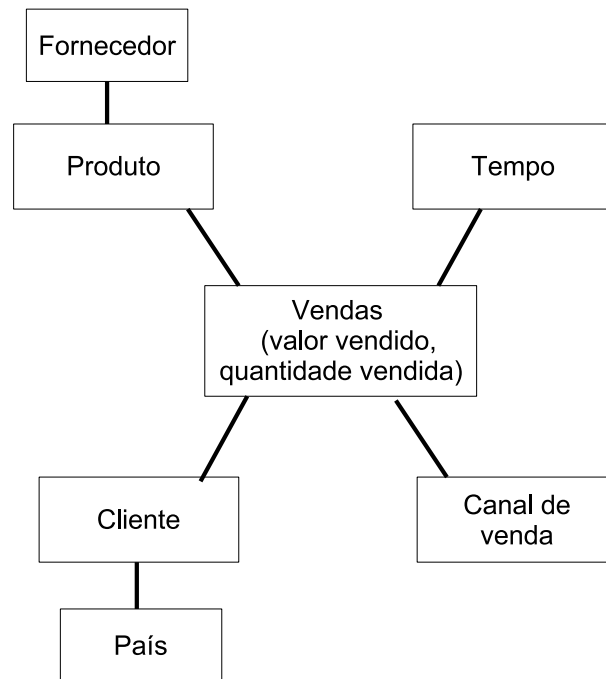 Fornecedor
Produto
Tempo
Vendas
(valor vendido,
quantidade vendida)
Cliente
Canal de
venda
País